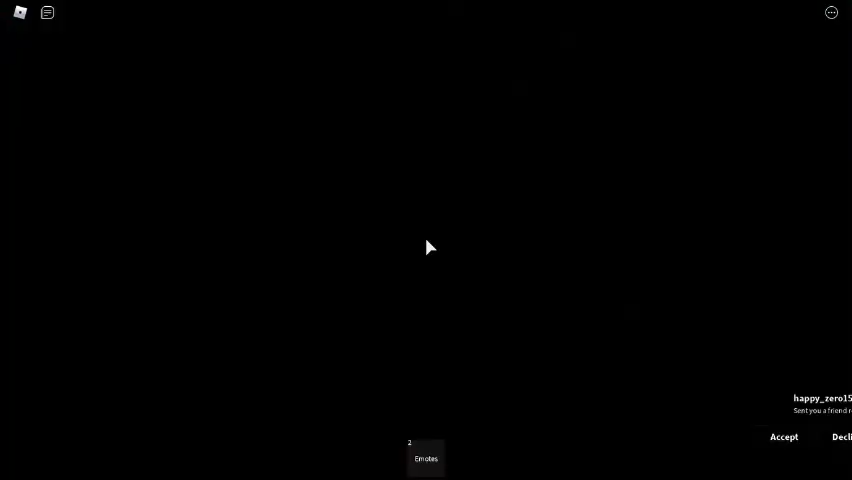 happy_zero15
Sent you a friend r
Accept
Decli
2
Emotes